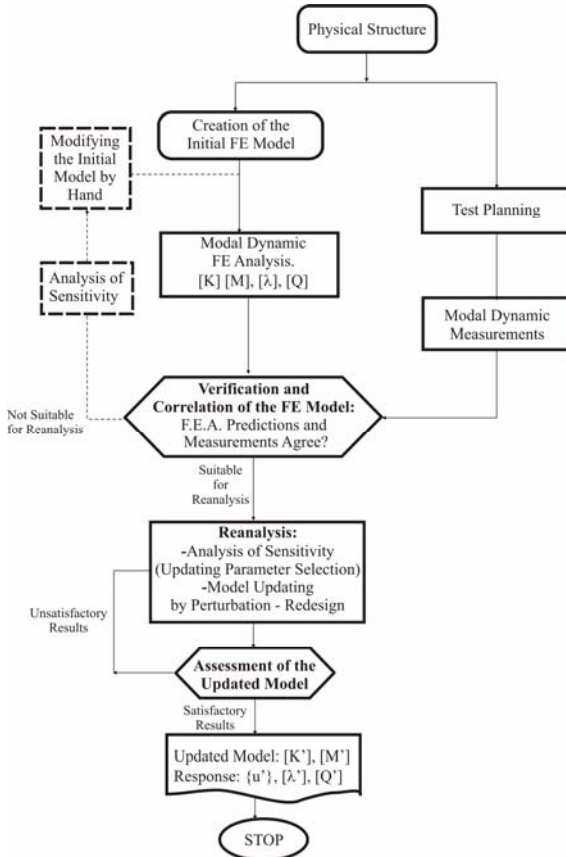 Physical Structure
Creation of the
Initial FE Model
Modifying
the Initial
Model by
Hand
Test Planning
Modal Dynamic
FE Analysis.
[K] [M], [λ], [Q]
Analysis of
Sensitivity
Modal Dynamic
Measurements
Verification and
Correlation of the FE Model:
F.E.A. Predictions and
Measurements Agree?
Not Suitable
for Reanalysis
Suitable
for
Reanalysis
Reanalysis:
-Analysis of Sensitivity
(Updating Parameter Selection)
-Model Updating
by Perturbation - Redesign
Unsatisfactory
Results
Assessment of the
Updated Model
Satisfactory
Results
Updated Model: [K’], [M’]
Response: {u’}, [λ’], [Q’]
STOP